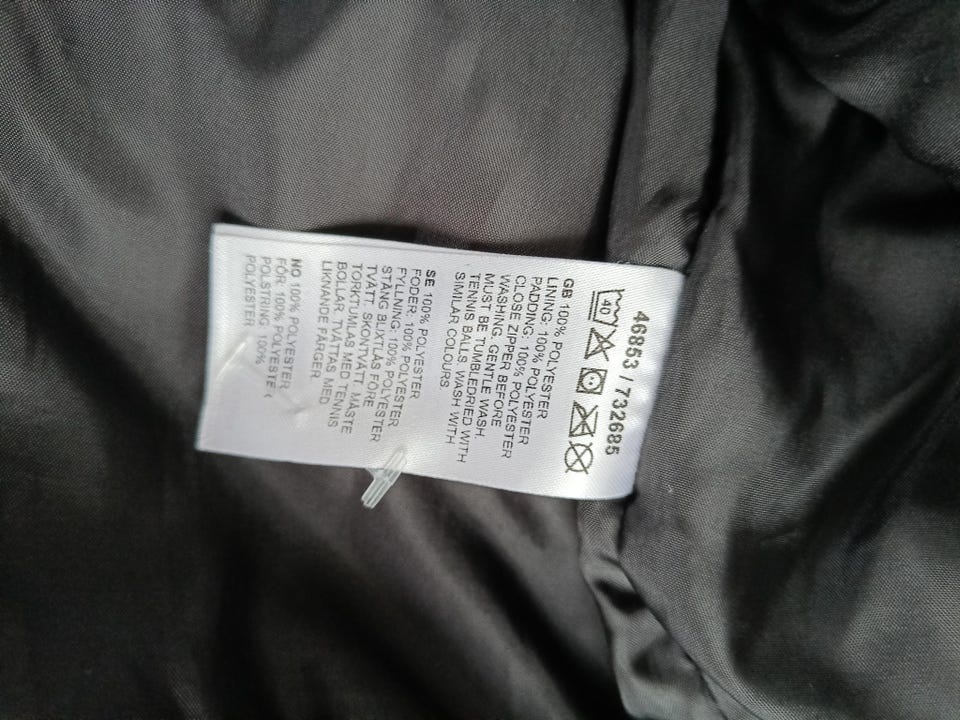 46853 / 732685
40
GB 100% POLYESTER
LINING: 100% POLYESTER
PADDING: 100% POLYESTER
CLOSE ZIPPER BEFORE
WASHING. GENTLE WASH.
MUST BE TUMBLEDRIED WITH
TENNIS BALLS WASH WITH
SIMILAR COLOURS.
SE 100% POLYESTER
FODER: 100% POLYESTER
FYLLNING: 100% POLYESTER
STÄNG BLIXTLÅS FÖRE
TVÄTT. SKONTVÄTT. MÅSTE
TORKTUMLAS MED TENNIS
BOLLAR. TVÄTTAS MED
LIKNANDE FÄRGER.
NO 100% POLYESTER
FÔR: 100% POLYESTE
POLSTRING: 100%
POLYESTER